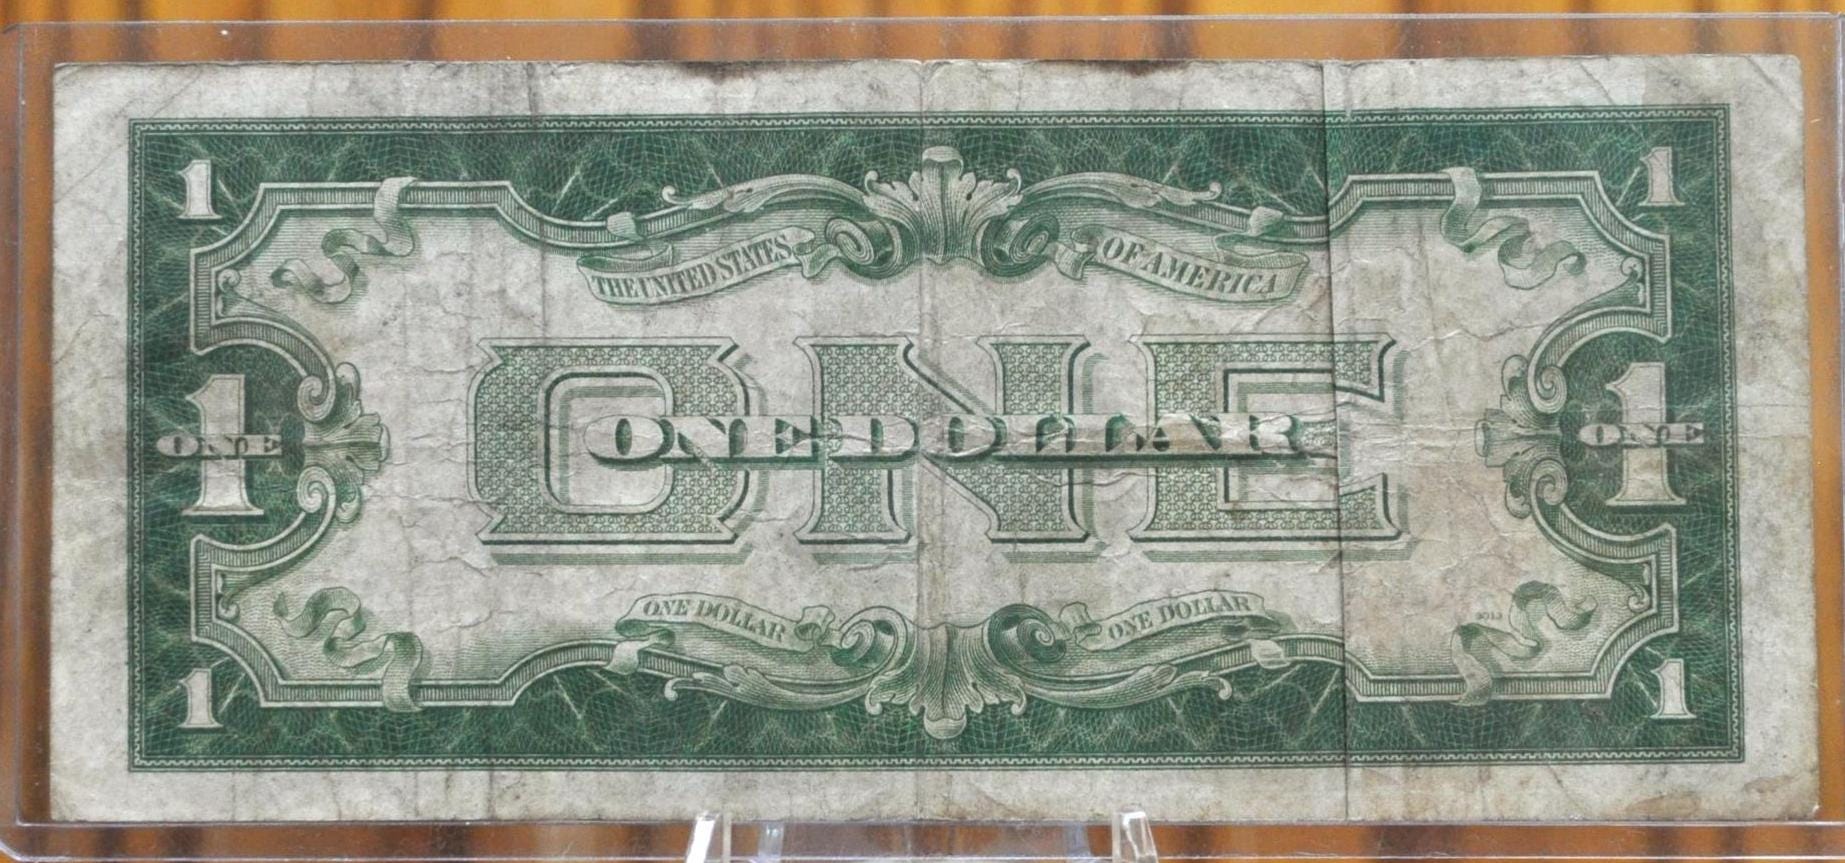 1 1
THE UNITED STATES OF AMERICA
ONE
1 ONE ONE DOLLAR 1 ONE
ONE DOLLAR ONE DOLLAR
1 1